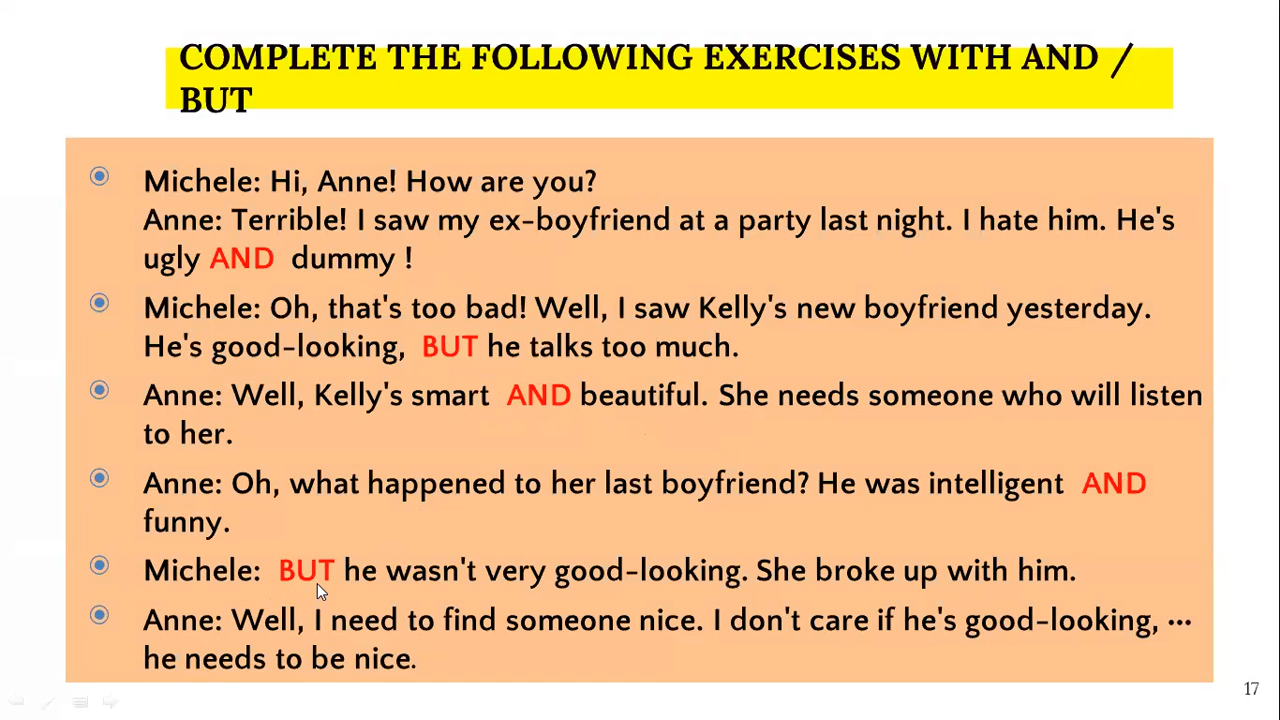 COMPLETE THE FOLLOWING EXERCISES WITH AND /
BUT
Michele: Hi, Anne! How are you?
Anne: Terrible! I saw my ex-boyfriend at a party last night. I hate him. He's
ugly AND dummy !
Michele: Oh, that's too bad! Well, I saw Kelly's new boyfriend yesterday.
He's good-looking, BUT he talks too much.
Anne: Well, Kelly's smart AND beautiful. She needs someone who will listen
to her.
Anne: Oh, what happened to her last boyfriend? He was intelligent AND
funny.
Michele: BUT he wasn't very good-looking. She broke up with him.
Anne: Well, I need to find someone nice. I don't care if he's good-looking, ...
he needs to be nice.
17